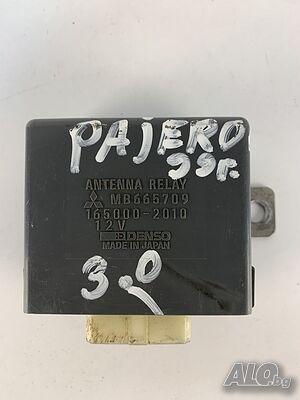 PAJERO
99г.
ANTENNA RELAY
MB665709
165000-2010
12V
DENSO
MADE IN JAPAN
3.0
ALO.bg